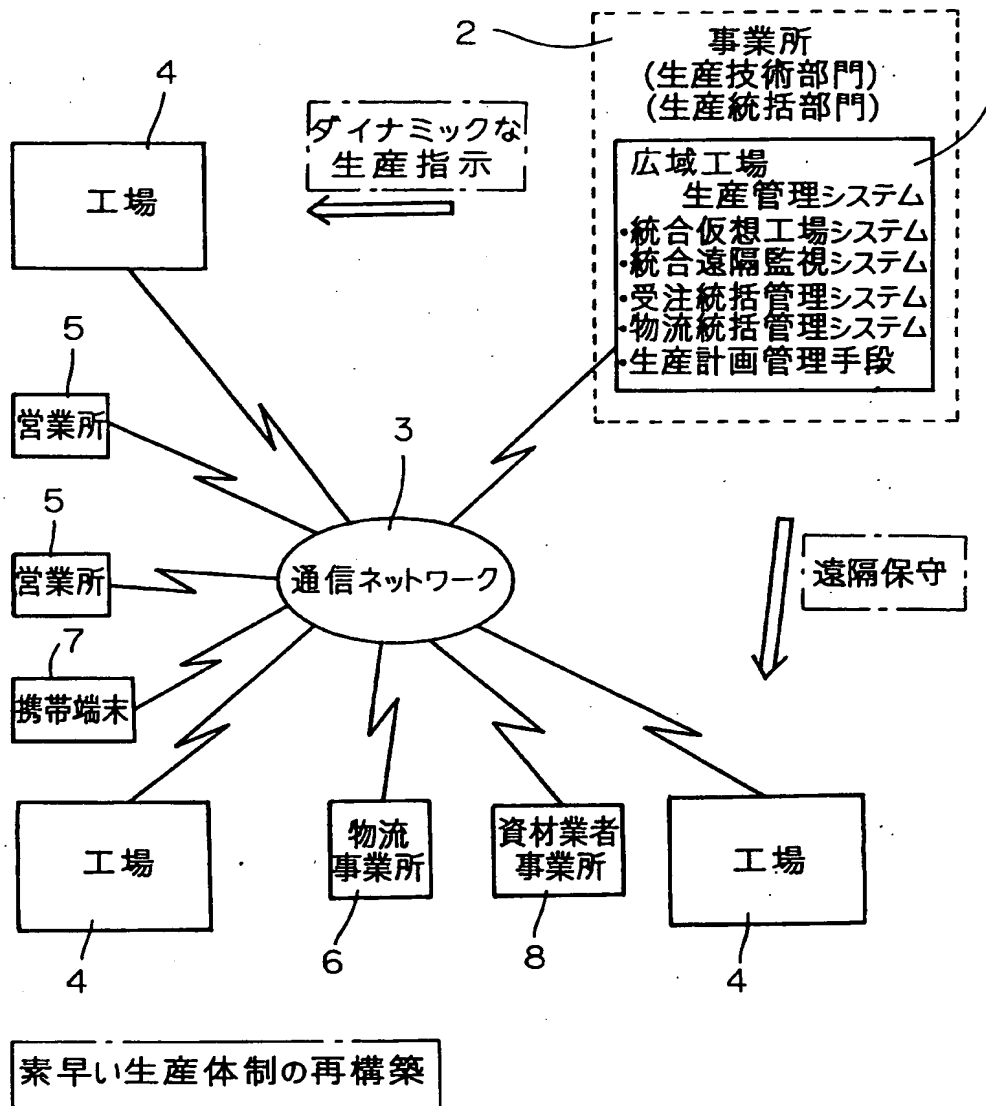 2
事業所
(生産技術部門)
(生産統括部門)
広域工場
生産管理システム
・統合仮想工場システム
・統合遠隔監視システム
・受注統括管理システム
・物流統括管理システム
・生産計画管理手段
4
工場
ダイナミックな
生産指示
5
営業所
3
通信ネットワーク
5
営業所
遠隔保守
7
携帯端末
工場
4
物流
事業所
6
資材業者
事業所
8
工場
4
素早い生産体制の再構築